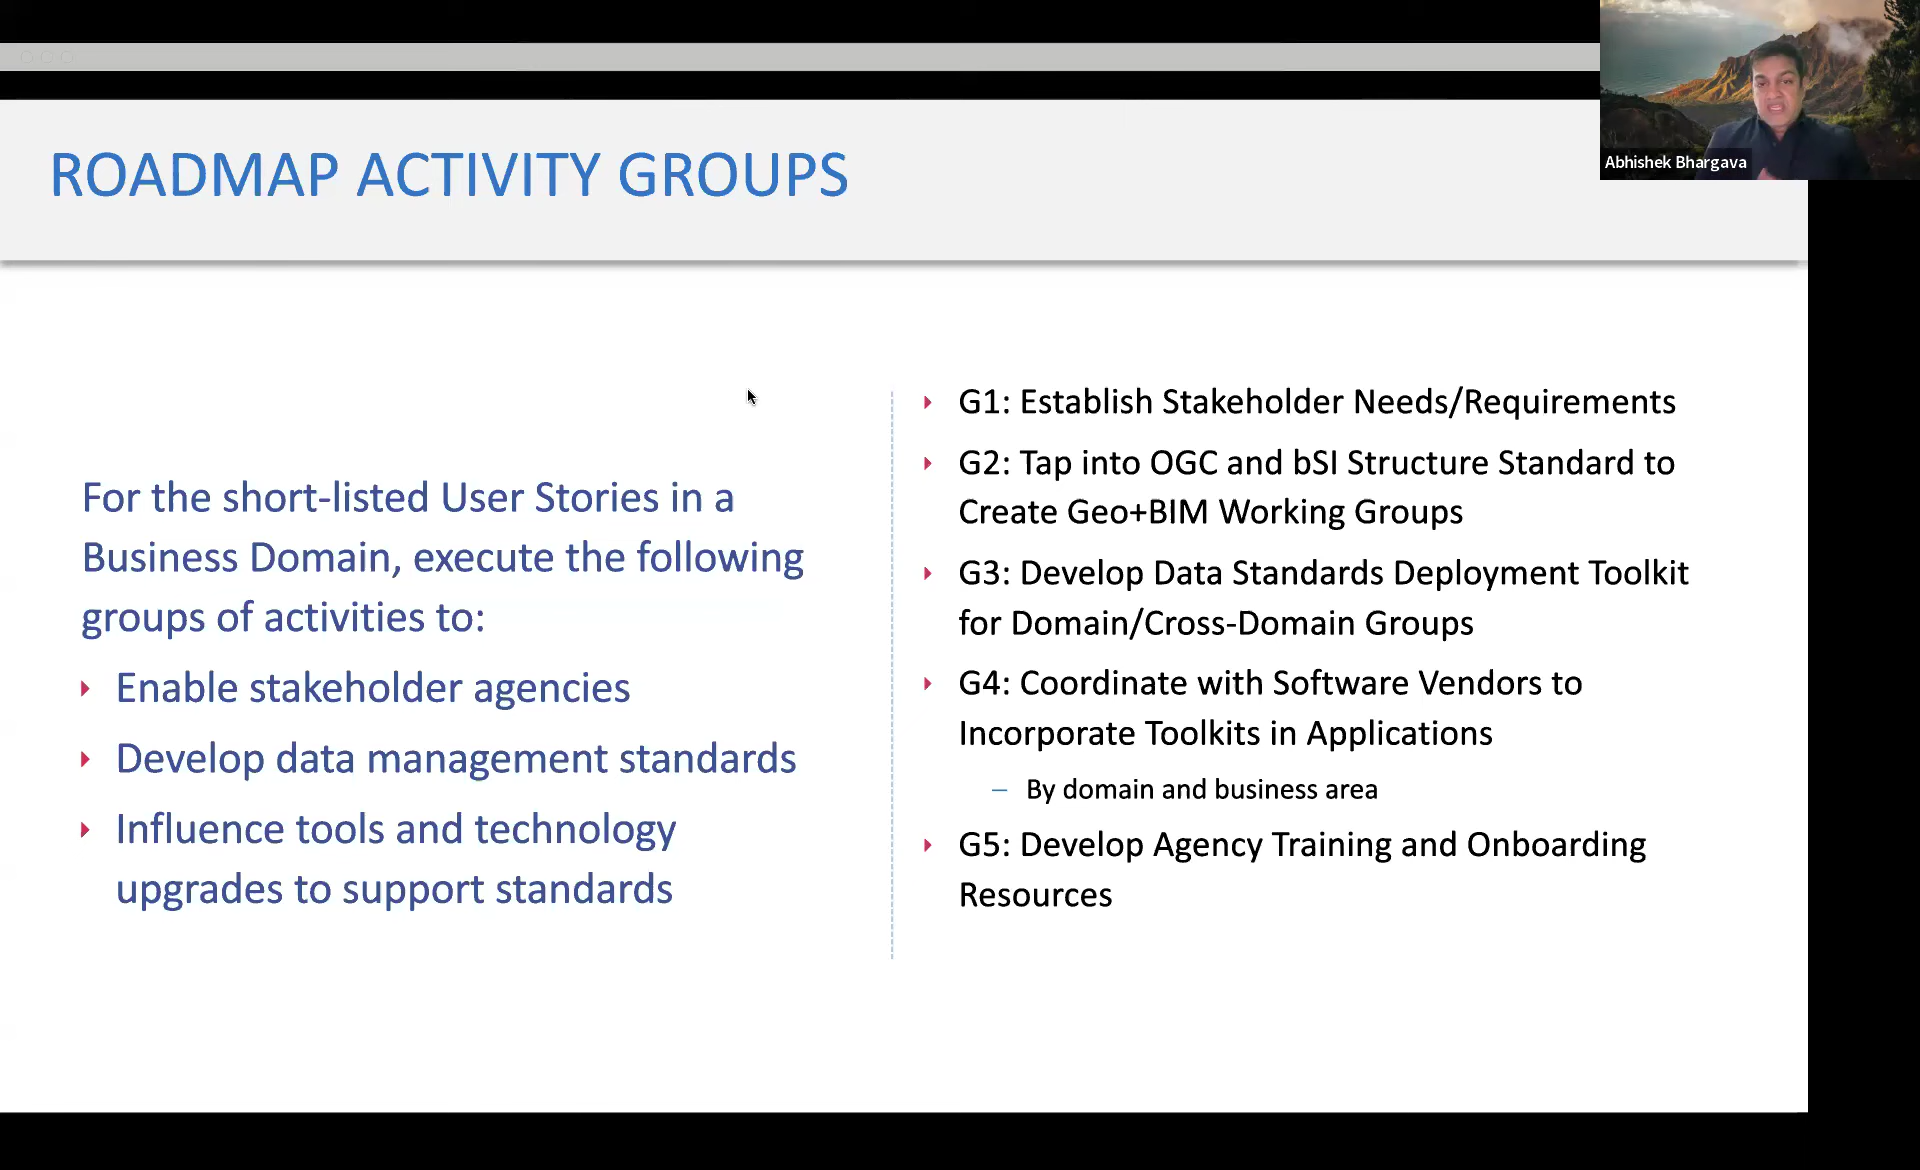 ROADMAP ACTIVITY GROUPS
Abhishek Bhargava
For the short-listed User Stories in a
Business Domain, execute the following
groups of activities to:
Enable stakeholder agencies
Develop data management standards
Influence tools and technology
upgrades to support standards
G1: Establish Stakeholder Needs/Requirements
G2: Tap into OGC and bSI Structure Standard to
Create Geo+BIM Working Groups
G3: Develop Data Standards Deployment Toolkit
for Domain/Cross-Domain Groups
G4: Coordinate with Software Vendors to
Incorporate Toolkits in Applications
– By domain and business area
G5: Develop Agency Training and Onboarding
Resources